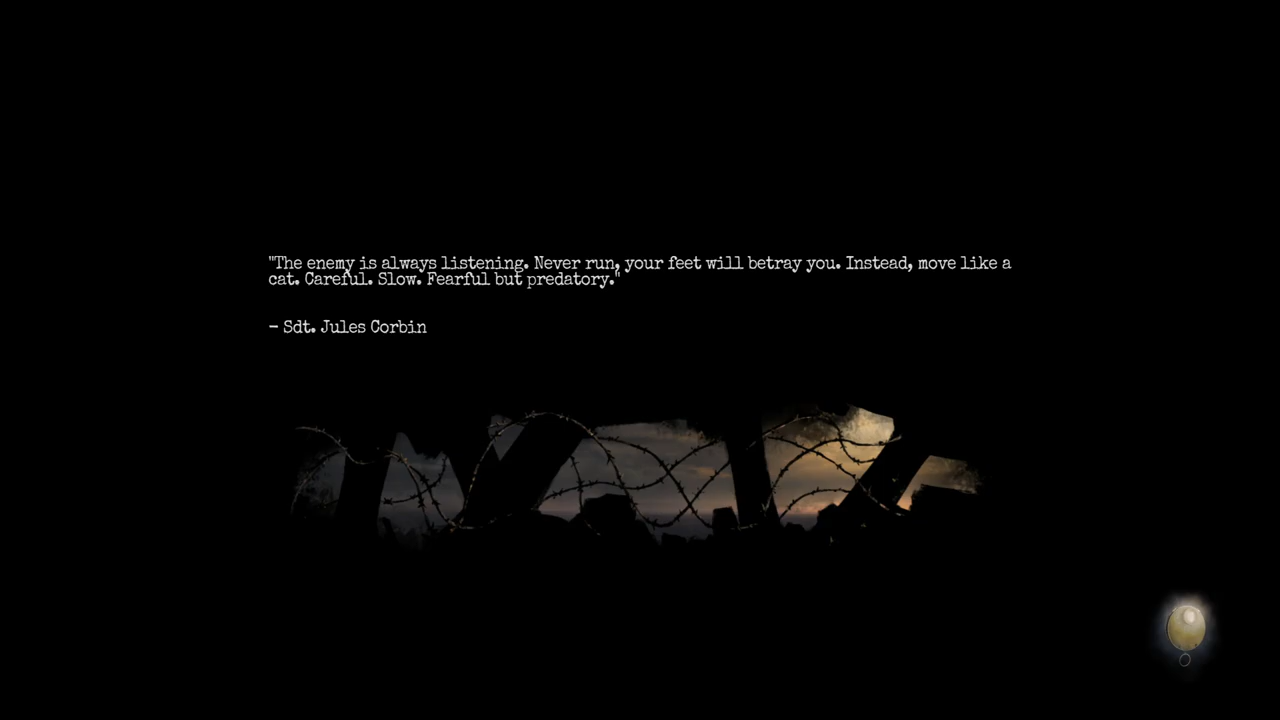 "The enemy is always listening. Never run, your feet will betray you. Instead, move like a
cat. Careful. Slow. Fearful but predatory."
- Sdt. Jules Corbin